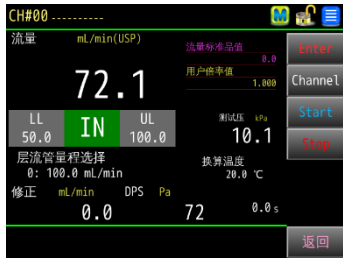 CH#00 ----------
M
流量 mL/min(USP)
流量标准品值
0.0
用户倍率值
1.000
72.1
LL
50.0
IN
UL
100.0
测试压 kPa
10.1
层流管量程选择
0: 100.0 mL/min
换算温度
20.0 ℃
修正 mL/min DPS Pa
0.0 72 0.0 s
Enter
Channel
Start
Stop
返回